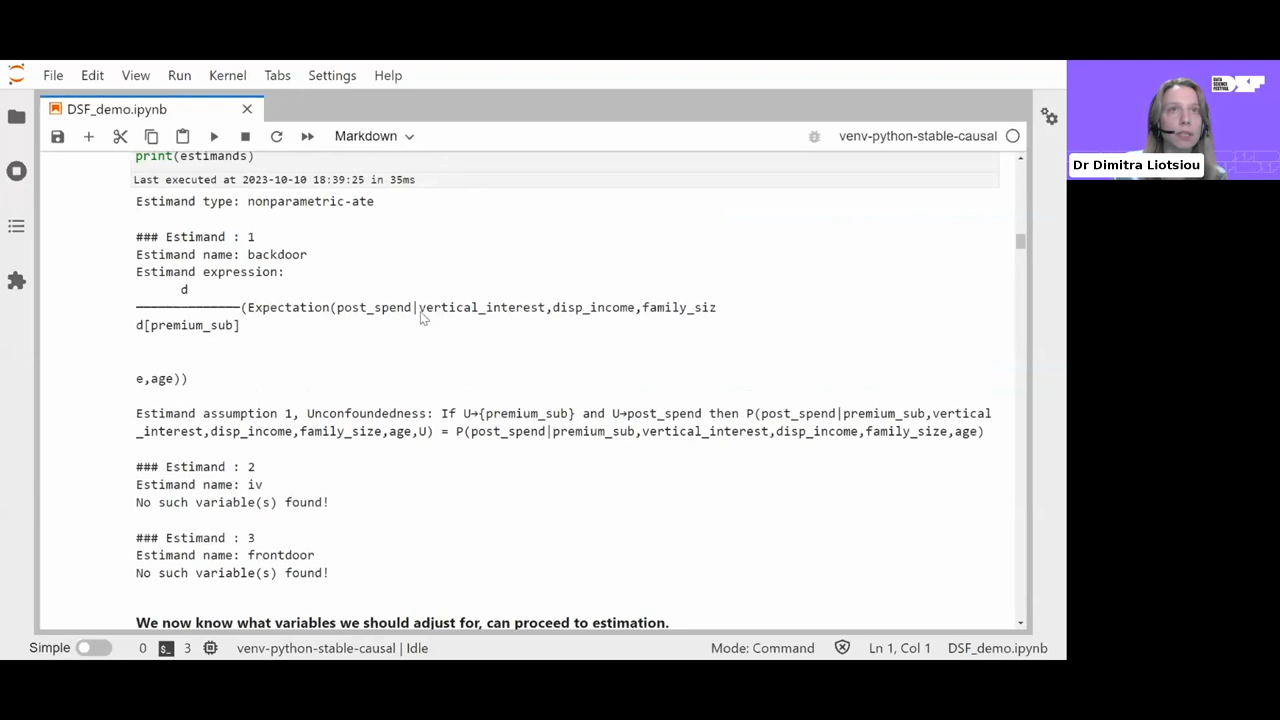 File Edit View Run Kernel Tabs Settings Help
DSF_demo.ipynb
Markdown
venv-python-stable-causal
print(estimands)
Last executed at 2023-10-10 18:39:25 in 35ms
Estimand type: nonparametric-ate
### Estimand : 1
Estimand name: backdoor
Estimand expression:
d
──────────────(Expectation(post_spend|vertical_interest,disp_income,family_siz
d[premium_sub]
e,age))
Estimand assumption 1, Unconfoundedness: If U→{premium_sub} and U→post_spend then P(post_spend|premium_sub,vertical
_interest,disp_income,family_size,age,U) = P(post_spend|premium_sub,vertical_interest,disp_income,family_size,age)
### Estimand : 2
Estimand name: iv
No such variable(s) found!
### Estimand : 3
Estimand name: frontdoor
No such variable(s) found!
We now know what variables we should adjust for, can proceed to estimation.
Simple 0 3 venv-python-stable-causal | Idle Mode: Command Ln 1, Col 1 DSF_demo.ipynb
DATA
SCIENCE
FESTIVAL
DSF
Dr Dimitra Liotsiou